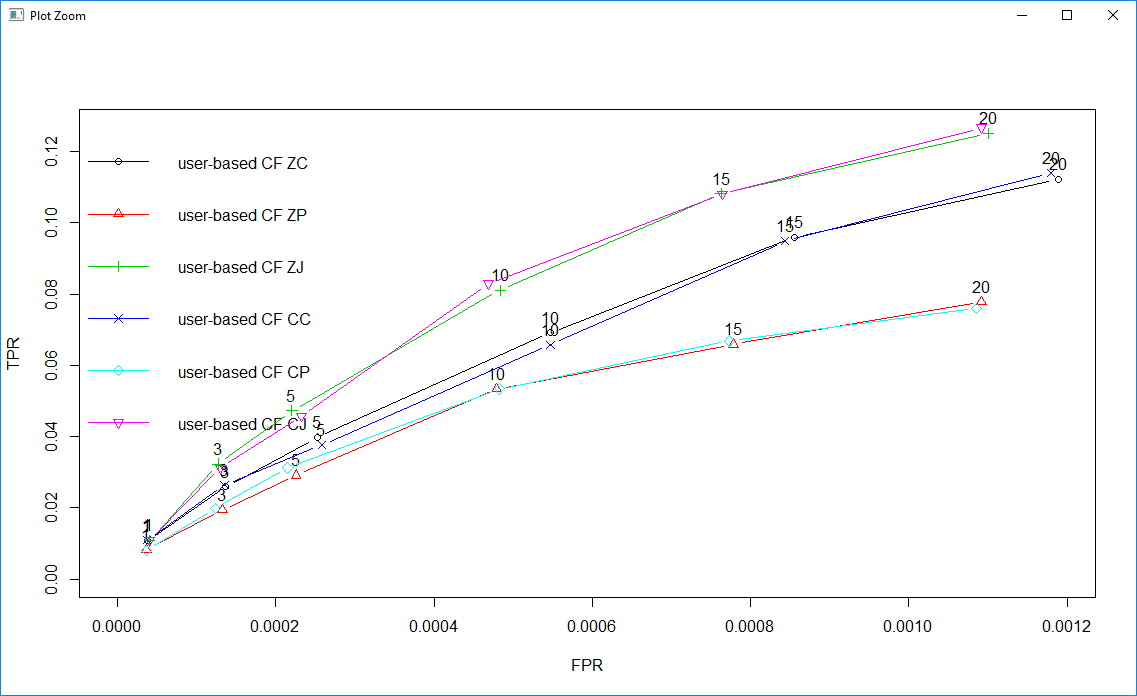 Plot Zoom
user-based CF ZC
user-based CF ZP
user-based CF ZJ
user-based CF CC
user-based CF CP
user-based CF CJ
1
1
3
3
3
3
5
5
5
5
10
10
10
10
15
15
15
15
20
20
20
20
TPR
0.12
0.10
0.08
0.06
0.04
0.02
0.00
0.0000 0.0002 0.0004 0.0006 0.0008 0.0010 0.0012
FPR